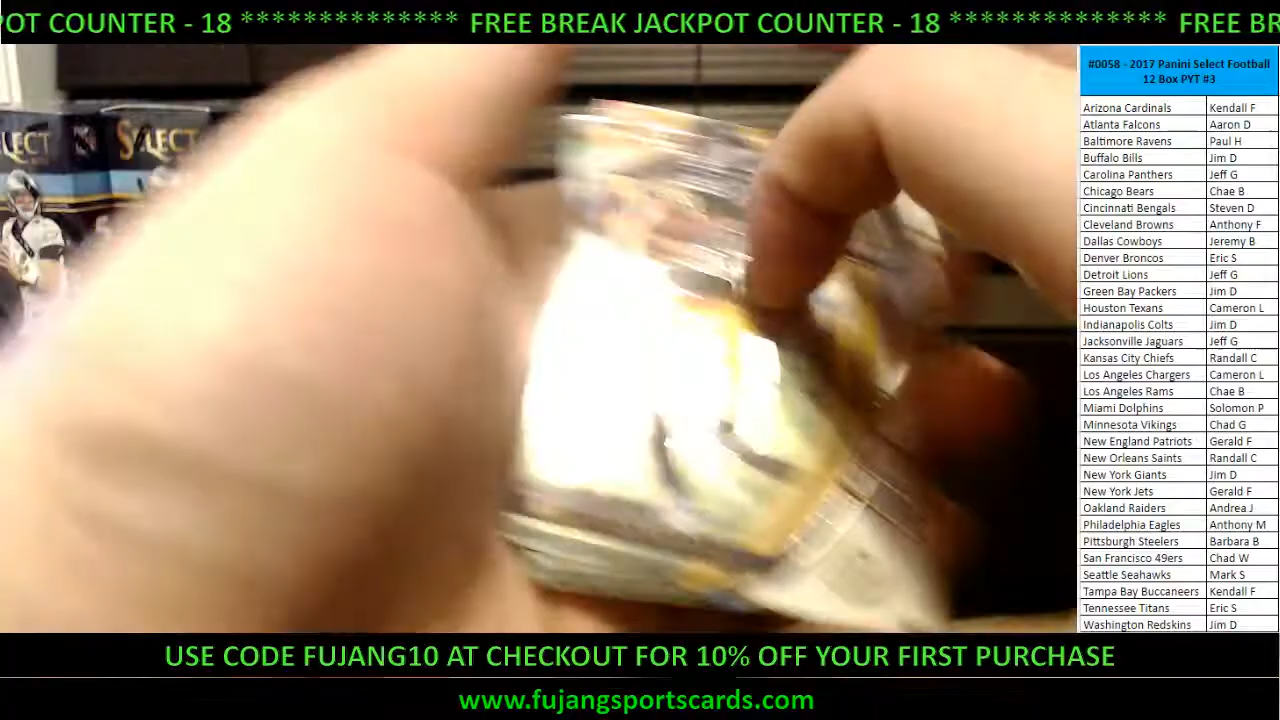 OT COUNTER - 18 ************** FREE BREAK JACKPOT COUNTER - 18 ************** FREE BR
LECT
SELECT
#0058 - 2017 Panini Select Football
12 Box PYT #3
Arizona Cardinals Kendall F
Atlanta Falcons Aaron D
Baltimore Ravens Paul H
Buffalo Bills Jim D
Carolina Panthers Jeff G
Chicago Bears Chae B
Cincinnati Bengals Steven D
Cleveland Browns Anthony F
Dallas Cowboys Jeremy B
Denver Broncos Eric S
Detroit Lions Jeff G
Green Bay Packers Jim D
Houston Texans Cameron L
Indianapolis Colts Jim D
Jacksonville Jaguars Jeff G
Kansas City Chiefs Randall C
Los Angeles Chargers Cameron L
Los Angeles Rams Chae B
Miami Dolphins Solomon P
Minnesota Vikings Chad G
New England Patriots Gerald F
New Orleans Saints Randall C
New York Giants Jim D
New York Jets Gerald F
Oakland Raiders Andrea J
Philadelphia Eagles Anthony M
Pittsburgh Steelers Barbara B
San Francisco 49ers Chad W
Seattle Seahawks Mark S
Tampa Bay Buccaneers Kendall F
Tennessee Titans Eric S
Washington Redskins Jim D
USE CODE FUJANG10 AT CHECKOUT FOR 10% OFF YOUR FIRST PURCHASE
www.fujangsportscards.com